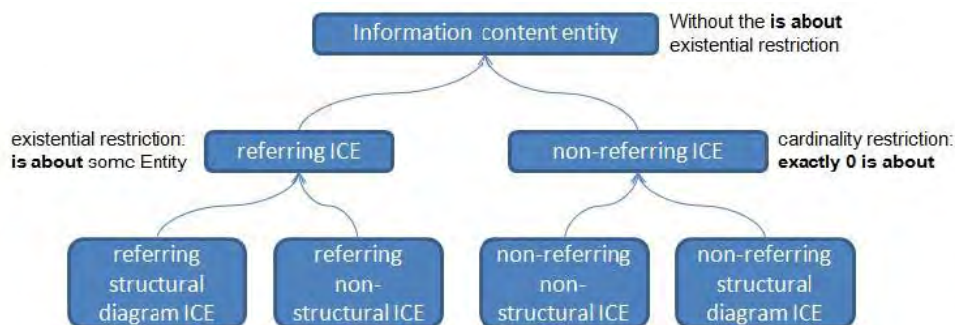 Information content entity
Without the is about
existential restriction
existential restriction:
is about some Entity
referring ICE
non-referring ICE
cardinality restriction:
exactly 0 is about
referring
structural
diagram ICE
referring
non-
structural ICE
non-referring
non-
structural ICE
non-referring
structural
diagram ICE